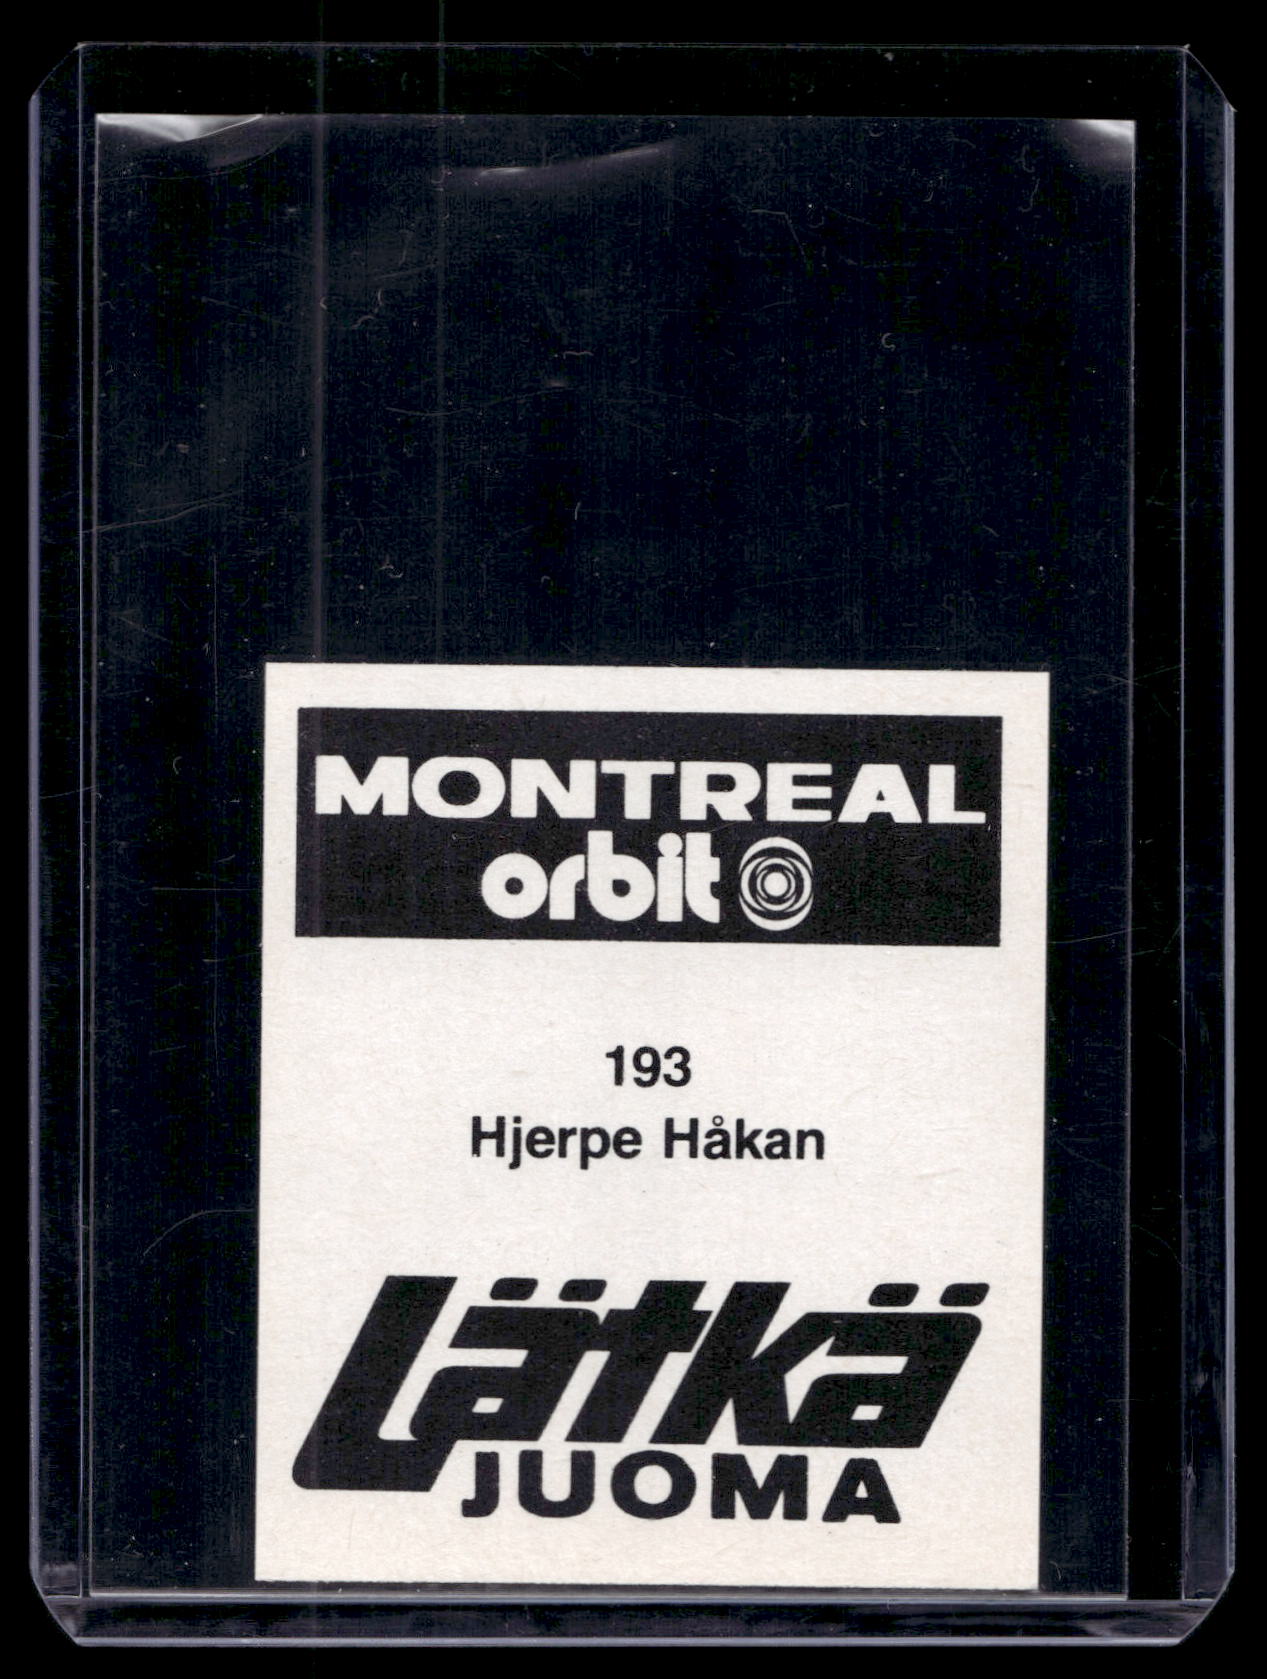 MONTREAL
orbit
193
Hjerpe Håkan
Lätkä
JUOMA